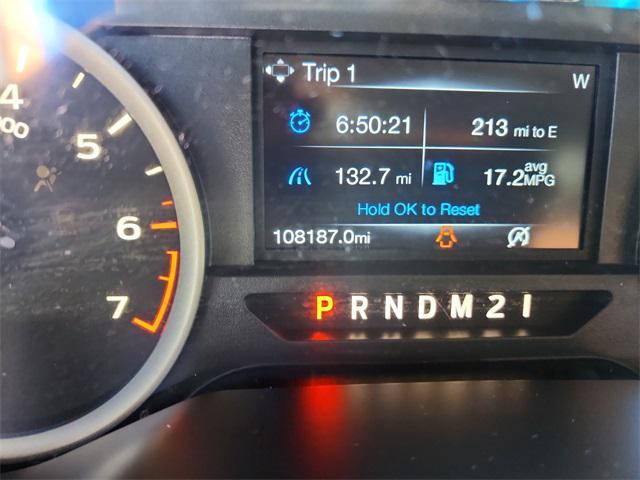 Trip 1
W
6:50:21
213 mi to E
132.7 mi
17.2 avg MPG
Hold OK to Reset
108187.0mi
P R N D M 2 1
4
5
6
7